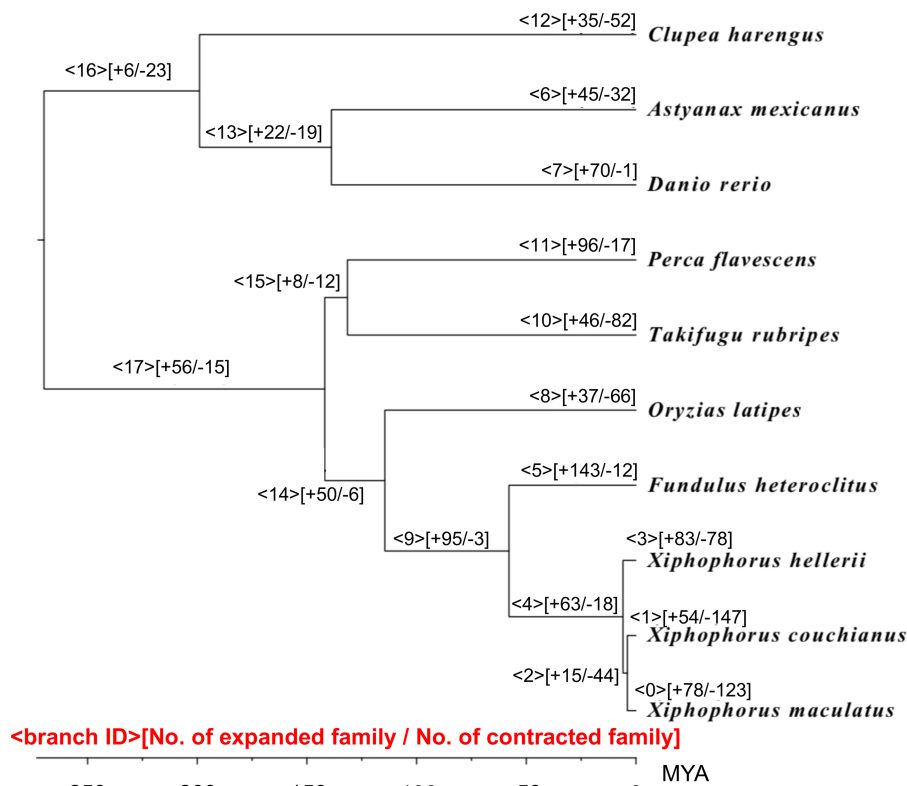 <12>[+35/-52]
Clupea harengus
<16>[+6/-23]
<6>[+45/-32]
Astyanax mexicanus
<13>[+22/-19]
<7>[+70/-1]
Danio rerio
<11>[+96/-17]
Perca flavescens
<15>[+8/-12]
<10>[+46/-82]
Takifugu rubripes
<17>[+56/-15]
<8>[+37/-66]
Oryzias latipes
<5>[+143/-12]
Fundulus heteroclitus
<14>[+50/-6]
<9>[+95/-3]
<3>[+83/-78]
Xiphophorus hellerii
<4>[+63/-18]
<1>[+54/-147]
Xiphophorus couchianus
<2>[+15/-44]
<0>[+78/-123]
Xiphophorus maculatus
<branch ID>[No. of expanded family / No. of contracted family]
MYA